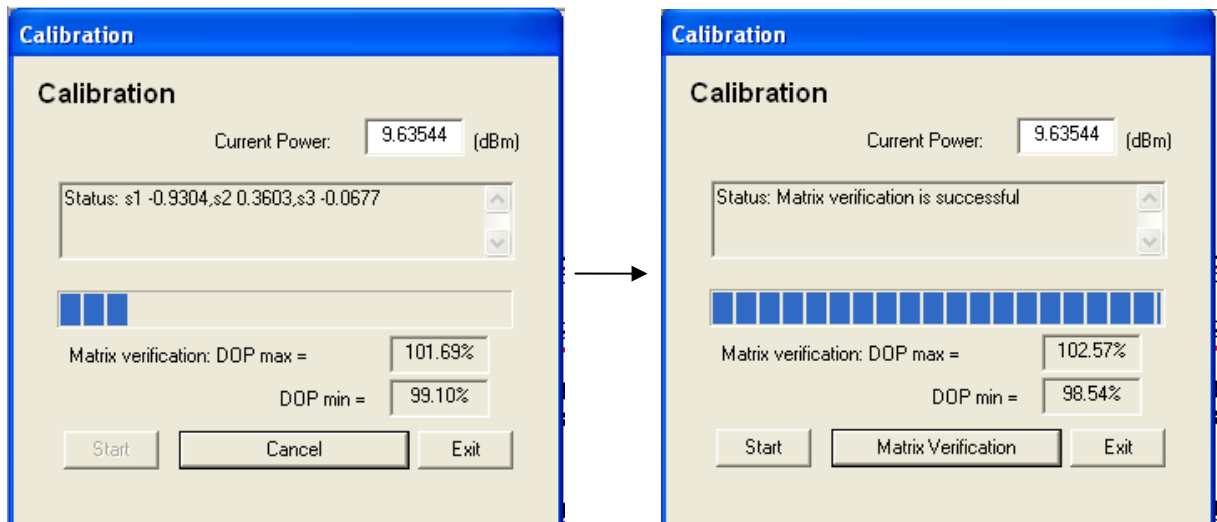 Calibration
Calibration
Current Power: 9.63544 (dBm)
Status: s1 -0.9304,s2 0.3603,s3 -0.0677
Matrix verification: DOP max = 101.69%
DOP min = 99.10%
Start Cancel Exit
Calibration
Calibration
Current Power: 9.63544 (dBm)
Status: Matrix verification is successful
Matrix verification: DOP max = 102.57%
DOP min = 98.54%
Start Matrix Verification Exit